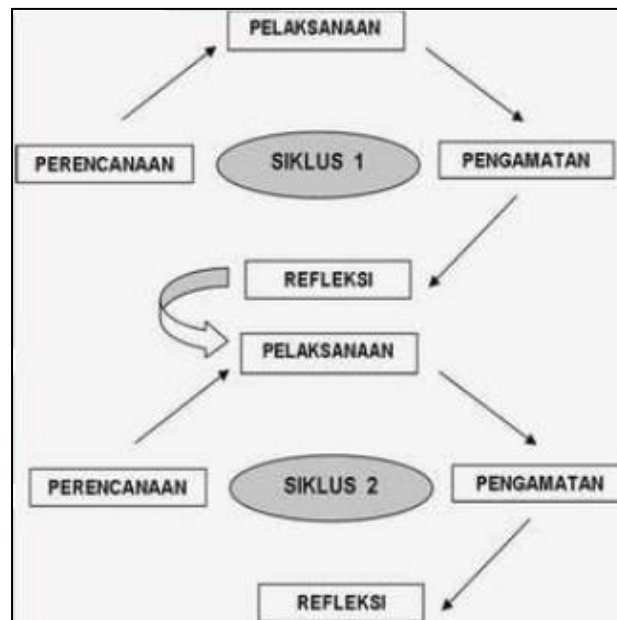 PELAKSANAAN
PERENCANAAN
SIKLUS 1
PENGAMATAN
REFLEKSI
PELAKSANAAN
PERENCANAAN
SIKLUS 2
PENGAMATAN
REFLEKSI